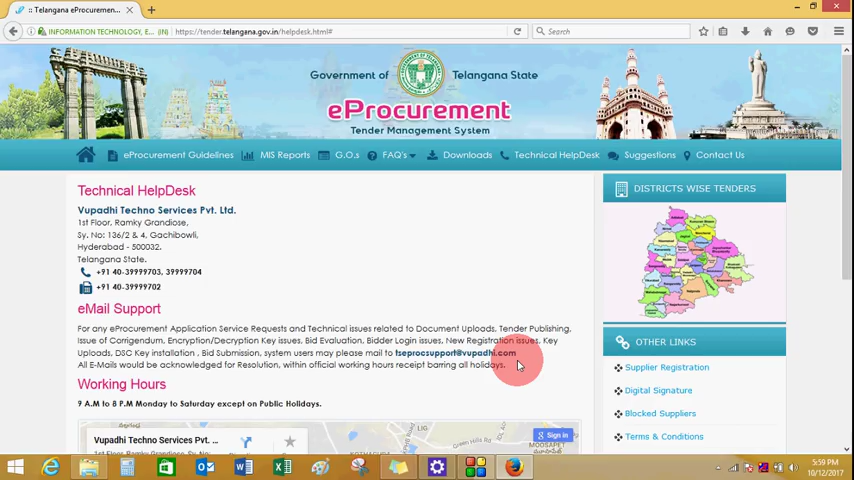 :: Telangana eProcurement...
INFORMATION TECHNOLOGY, E... (IN) https://tender.telangana.gov.in/helpdesk.html# Search
Government of Telangana State
eProcurement
Tender Management System
eProcurement Guidelines MIS Reports G.O.s FAQ's Downloads Technical HelpDesk Suggestions Contact Us
Technical HelpDesk
Vupadhi Techno Services Pvt. Ltd.
1st Floor, Ramky Grandiose,
Sy. No: 136/2 & 4, Gachibowli,
Hyderabad - 500032.
Telangana State.
+91 40-39999703, 39999704
+91 40-39999702
eMail Support
For any eProcurement Application Service Requests and Technical issues related to Document Uploads, Tender Publishing,
Issue of Corrigendum, Encryption/Decryption Key issues, Bid Evaluation, Bidder Login issues, New Registration issues, Key
Uploads, DSC Key installation , Bid Submission, system users may please mail to tseprocsupport@vupadhi.com
All E-Mails would be acknowledged for Resolution, within official working hours receipt barring all holidays.
Working Hours
9 A.M to 8 P.M Monday to Saturday except on Public Holidays.
Vupadhi Techno Services Pvt. ...
LIG
Sign in
Green Hills Rd
MOOSAPET
DISTRICTS WISE TENDERS
OTHER LINKS
Supplier Registration
Digital Signature
Blocked Suppliers
Terms & Conditions
5:59 PM
10/12/2017